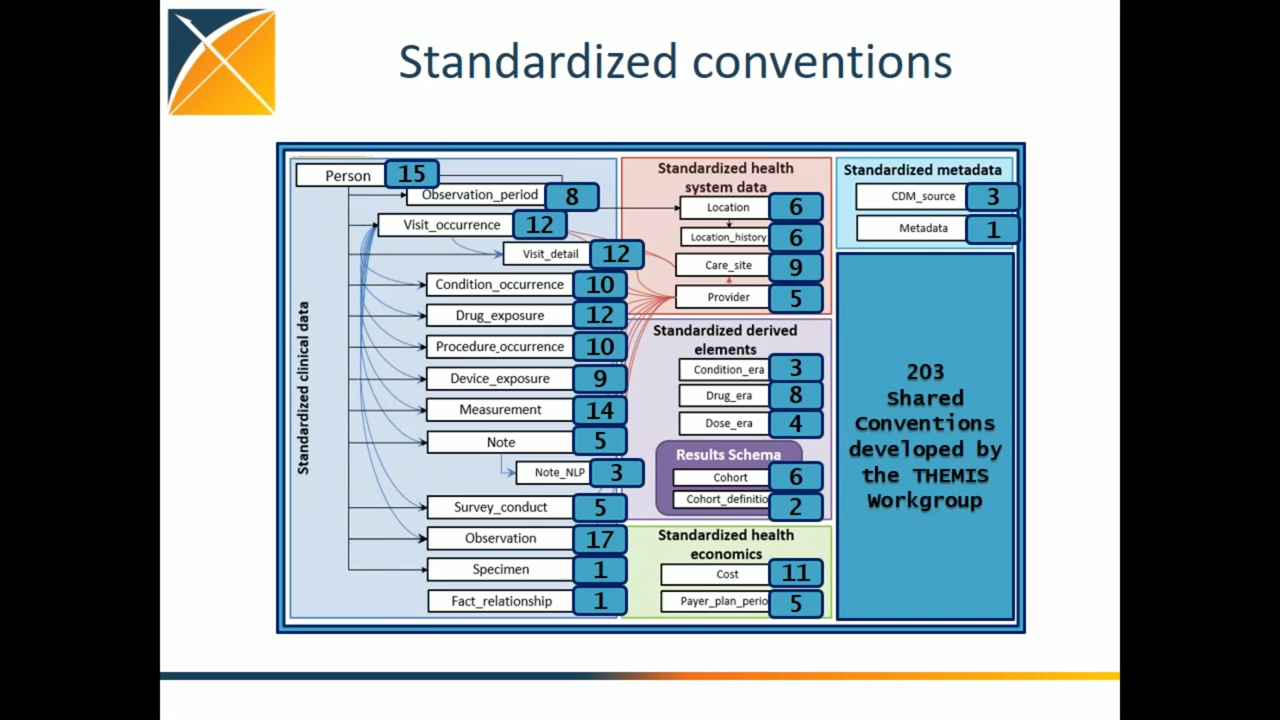 Standardized conventions
Standardized clinical data
Person 15
Observation_period 8
Visit_occurrence 12
Visit_detail 12
Condition_occurrence 10
Drug_exposure 12
Procedure_occurrence 10
Device_exposure 9
Measurement 14
Note 5
Note_NLP 3
Survey_conduct 5
Observation 17
Specimen 1
Fact_relationship 1
Standardized health
system data
Location 6
Location_history 6
Care_site 9
Provider 5
Standardized derived
elements
Condition_era 3
Drug_era 8
Dose_era 4
Results Schema
Cohort 6
Cohort_definitio 2
Standardized health
economics
Cost 11
Payer_plan_perio 5
Standardized metadata
CDM_source 3
Metadata 1
203
Shared
Conventions
developed by
the THEMIS
Workgroup